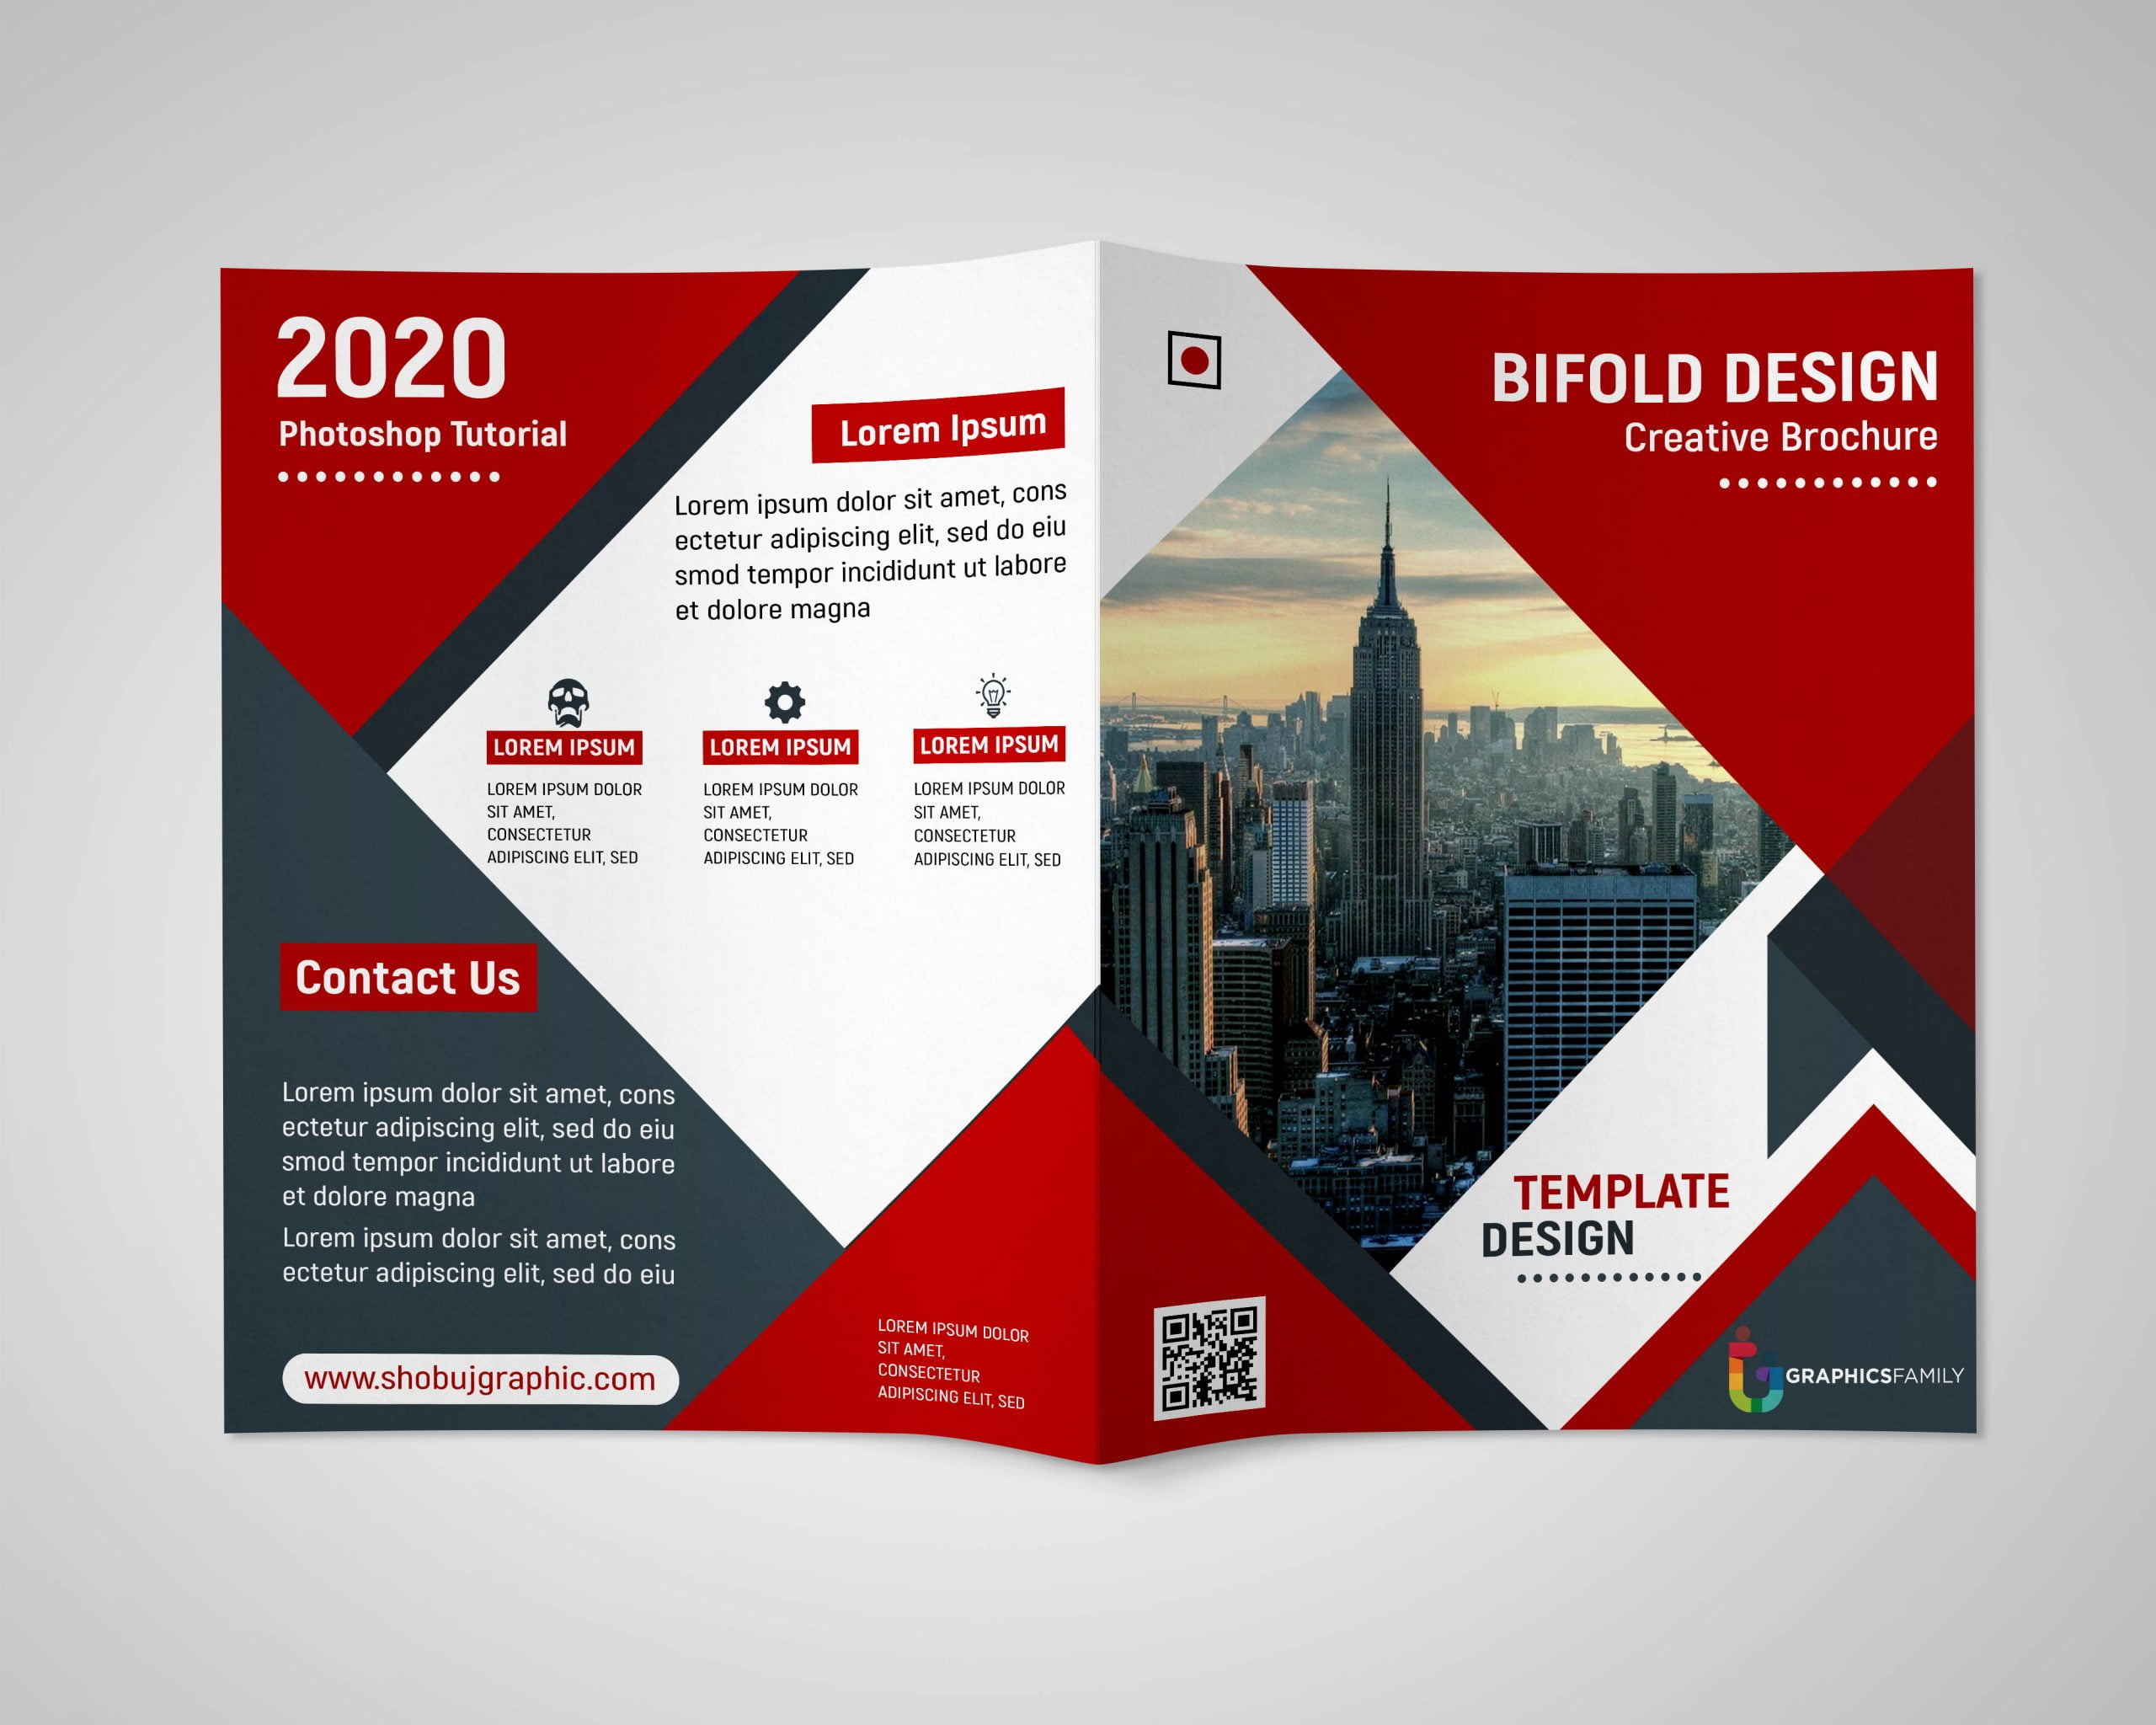 2020
Photoshop Tutorial
Lorem Ipsum
Lorem ipsum dolor sit amet, cons
ectetur adipiscing elit, sed do eiu
smod tempor incididunt ut labore
et dolore magna
LOREM IPSUM
LOREM IPSUM DOLOR
SIT AMET,
CONSECTETUR
ADIPISCING ELIT, SED
LOREM IPSUM
LOREM IPSUM DOLOR
SIT AMET,
CONSECTETUR
ADIPISCING ELIT, SED
LOREM IPSUM
LOREM IPSUM DOLOR
SIT AMET,
CONSECTETUR
ADIPISCING ELIT, SED
Contact Us
Lorem ipsum dolor sit amet, cons
ectetur adipiscing elit, sed do eiu
smod tempor incididunt ut labore
et dolore magna
Lorem ipsum dolor sit amet, cons
ectetur adipiscing elit, sed do eiu
www.shobujgraphic.com
LOREM IPSUM DOLOR
SIT AMET,
CONSECTETUR
ADIPISCING ELIT, SED
BIFOLD DESIGN
Creative Brochure
TEMPLATE
DESIGN
GRAPHICSFAMILY